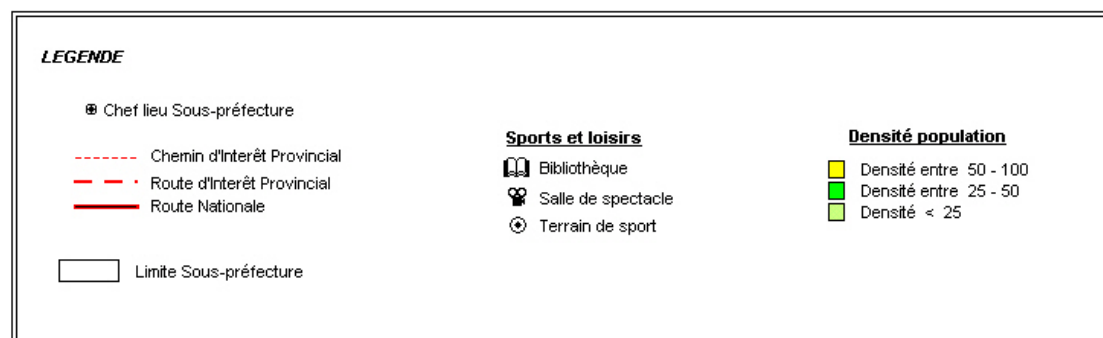 LEGENDE
Chef lieu Sous-préfecture
Chemin d'Interêt Provincial
Route d'Interêt Provincial
Route Nationale
Limite Sous-préfecture
Sports et loisirs
Bibliothèque
Salle de spectacle
Terrain de sport
Densité population
Densité entre 50 - 100
Densité entre 25 - 50
Densité < 25